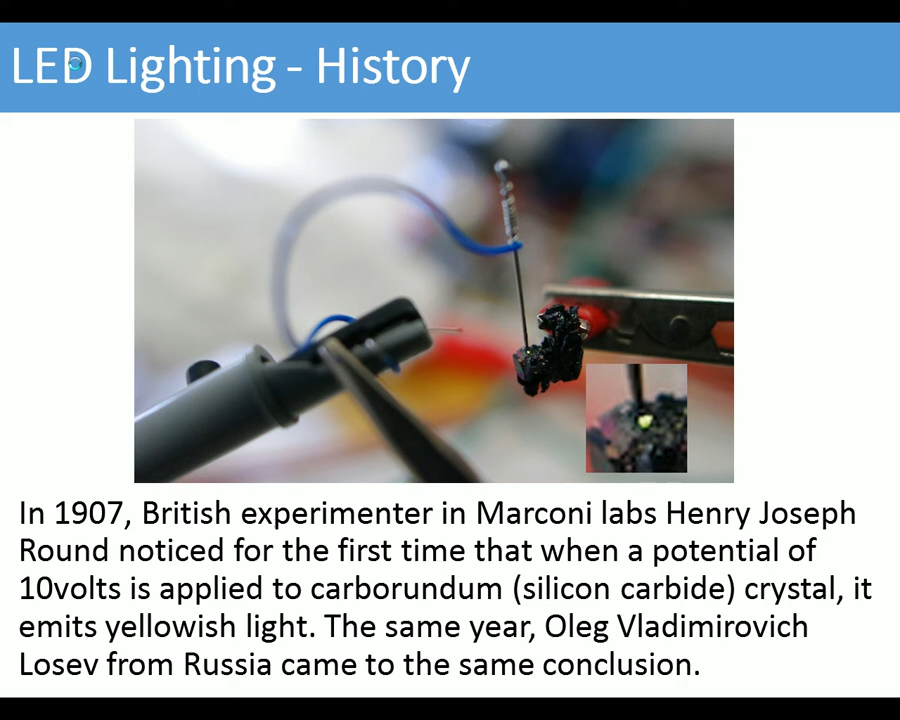 LED Lighting - History
In 1907, British experimenter in Marconi labs Henry Joseph
Round noticed for the first time that when a potential of
10volts is applied to carborundum (silicon carbide) crystal, it
emits yellowish light. The same year, Oleg Vladimirovich
Losev from Russia came to the same conclusion.